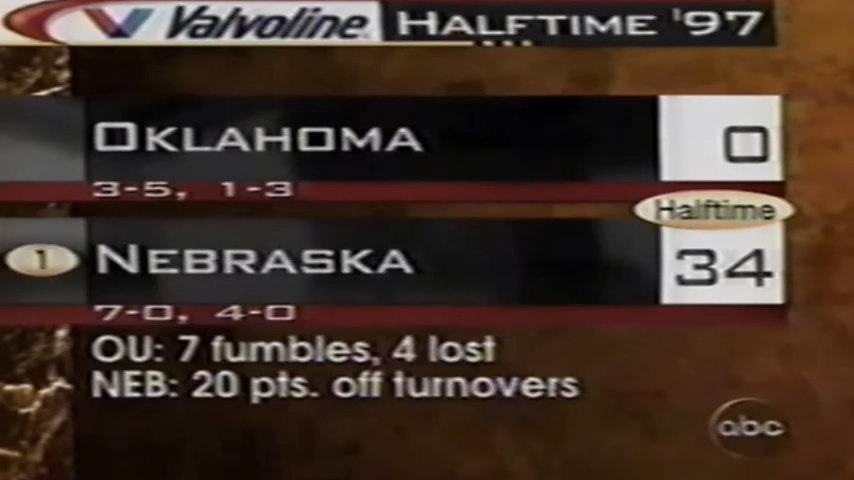 Valvoline HALFTIME '97
OKLAHOMA 0
3-5, 1-3
Halftime
1 NEBRASKA 34
7-0, 4-0
OU: 7 fumbles, 4 lost
NEB: 20 pts. off turnovers
abc